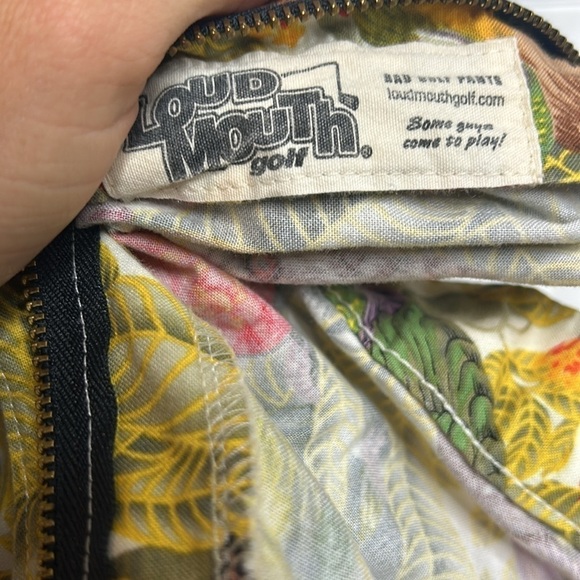 LOUD
MOUTH®
golf
BAD GOLF PANTS
loudmouthgolf.com
Some guys
come to play!